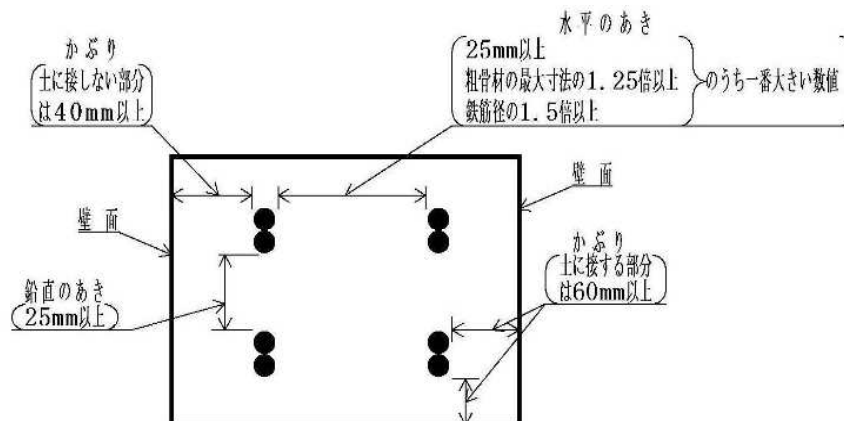 水平のあき
25mm以上
粗骨材の最大寸法の1.25倍以上
鉄筋径の1.5倍以上
のうち一番大きい数値
かぶり
土に接しない部分
は40mm以上
壁面
壁面
かぶり
土に接する部分
は60mm以上
鉛直のあき
25mm以上